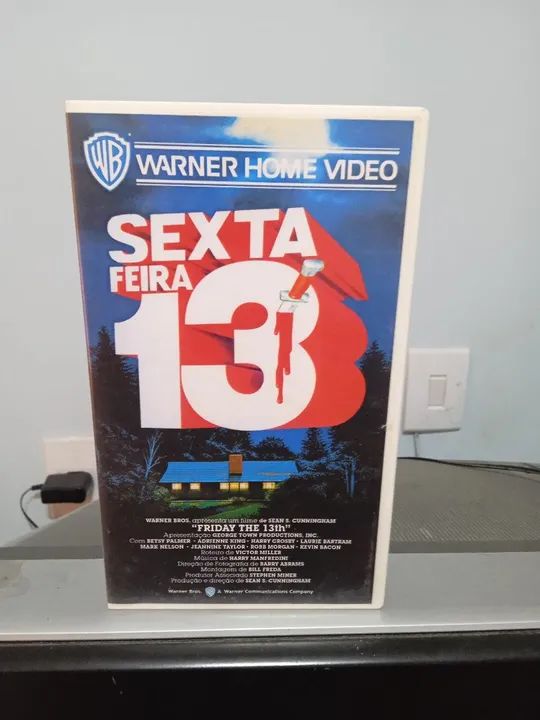 WB WARNER HOME VIDEO
SEXTA
FEIRA
13
WARNER BROS. apresenta um filme de SEAN S. CUNNINGHAM
"FRIDAY THE 13th"
Apresentação GEORGE TOWN PRODUCTIONS, INC.
Com BETSY PALMER • ADRIENNE KING • HARRY CROSBY • LAURIE BARTRAM
MARK NELSON • JEANNINE TAYLOR • ROBB MORGAN • KEVIN BACON
Roteiro de VICTOR MILLER
Música de HARRY MANFREDINI
Direção de Fotografia de BARRY ABRAMS
Montagem de BILL FREDA
Produtor Associado STEPHEN MINER
Produção e direção de SEAN S. CUNNINGHAM
Warner Bros. WB A Warner Communications Company